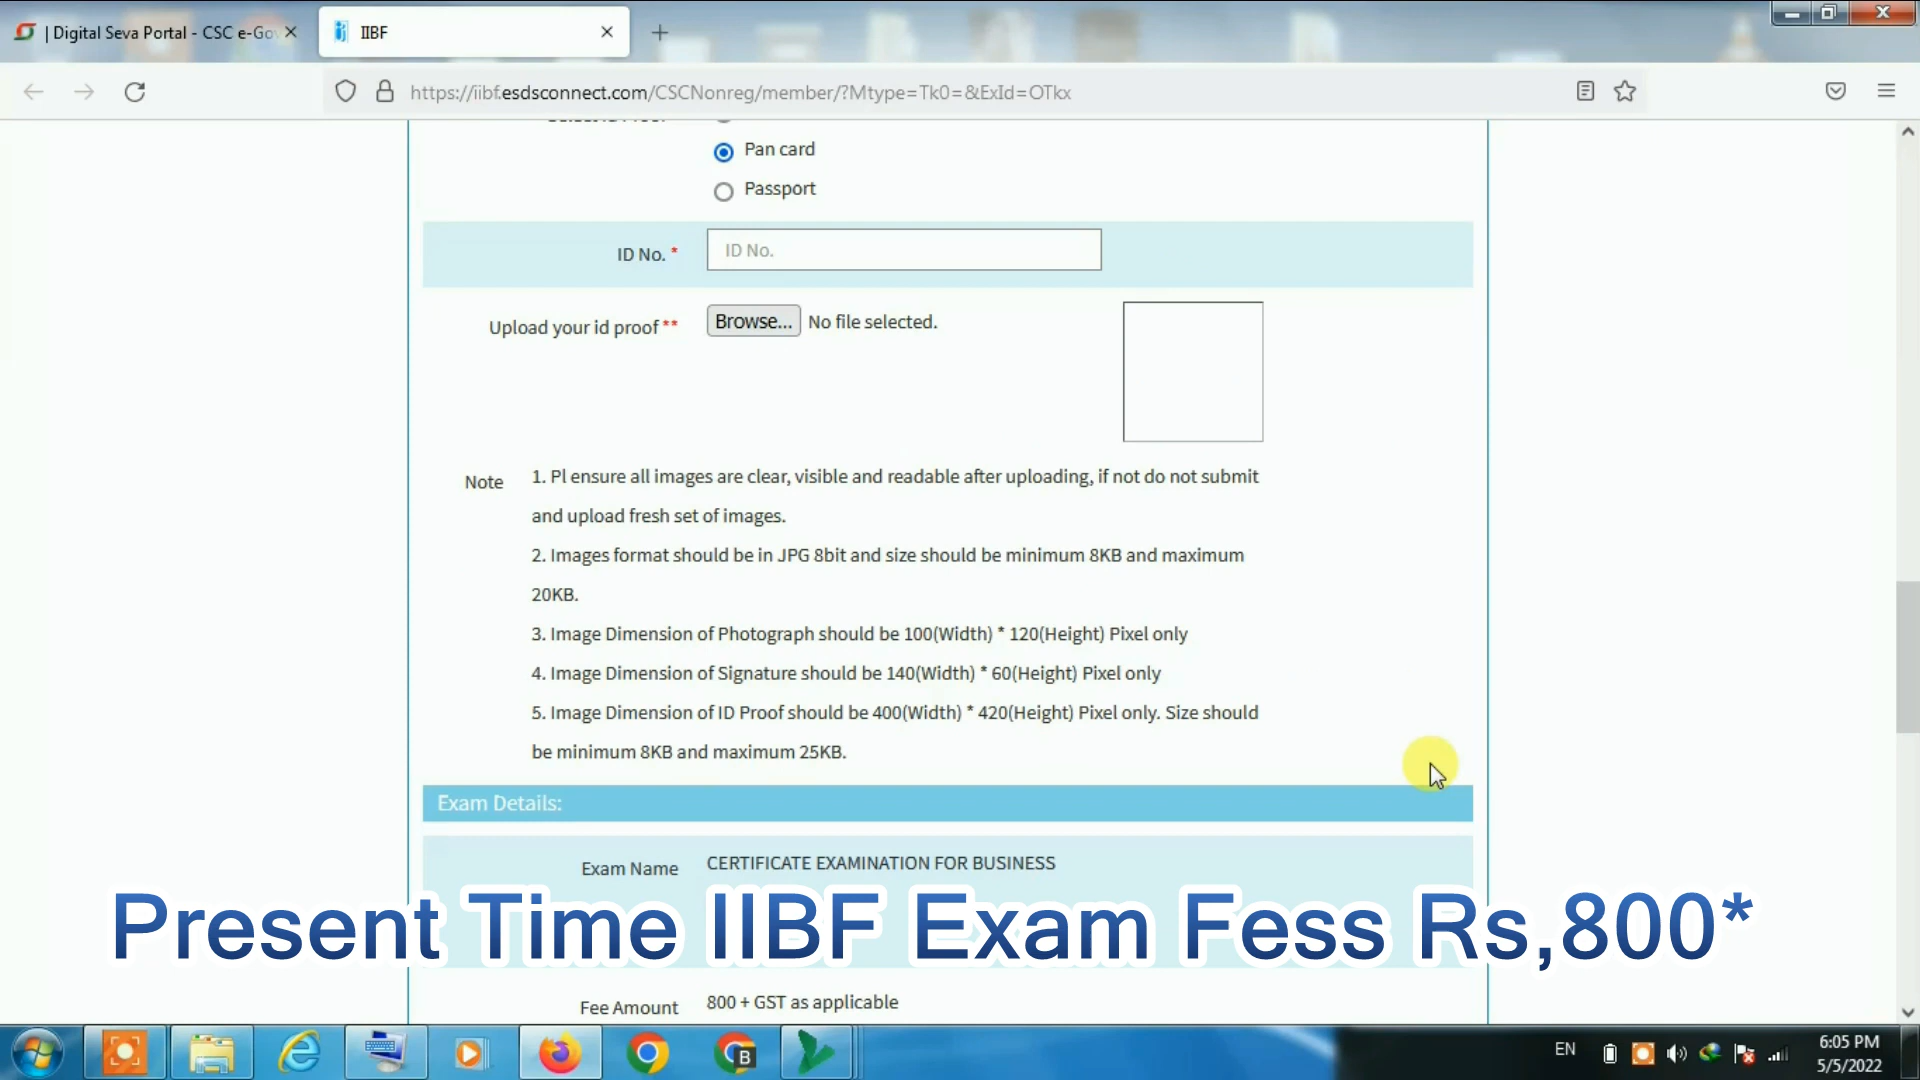 | Digital Seva Portal - CSC e-Gov
IIBF
https://iibf.esdsconnect.com/CSCNonreg/member/?Mtype=Tk0=&ExId=OTkx
Pan card
Passport
ID No. *
ID No.
Upload your id proof **
Browse... No file selected.
Note
1. Pl ensure all images are clear, visible and readable after uploading, if not do not submit
and upload fresh set of images.
2. Images format should be in JPG 8bit and size should be minimum 8KB and maximum
20KB.
3. Image Dimension of Photograph should be 100(Width) * 120(Height) Pixel only
4. Image Dimension of Signature should be 140(Width) * 60(Height) Pixel only
5. Image Dimension of ID Proof should be 400(Width) * 420(Height) Pixel only. Size should
be minimum 8KB and maximum 25KB.
Exam Details:
Exam Name CERTIFICATE EXAMINATION FOR BUSINESS
Present Time IIBF Exam Fess Rs,800*
Fee Amount 800 + GST as applicable
B
EN
6:05 PM
5/5/2022